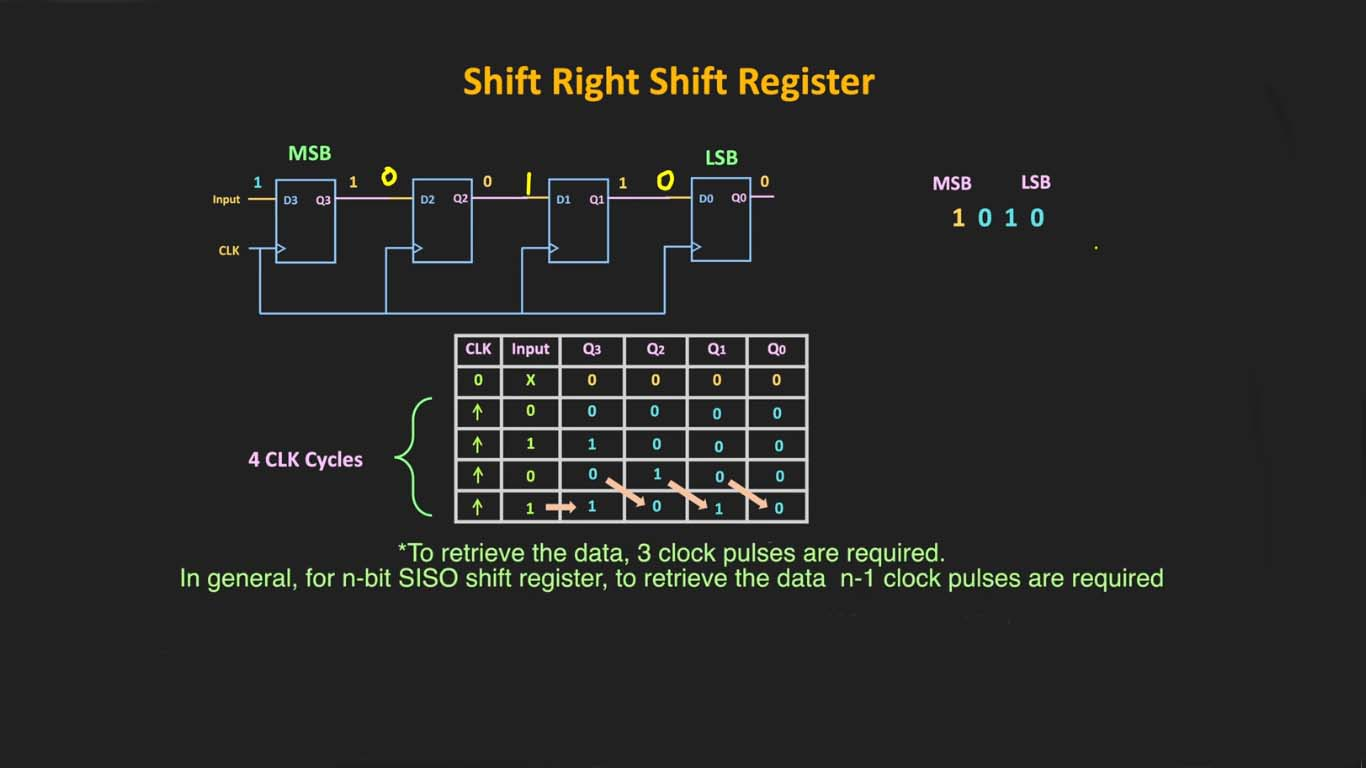 Shift Right Shift Register
MSB
LSB
1 1 0 0 1 1 0 0
MSB LSB
Input D3 Q3 D2 Q2 D1 Q1 D0 Q0
1 0 1 0
CLK
CLK Input Q3 Q2 Q1 Q0
0 X 0 0 0 0
↑ 0 0 0 0 0
↑ 1 1 0 0 0
4 CLK Cycles
↑ 0 0 1 0 0
↑ 1 1 0 1 0
*To retrieve the data, 3 clock pulses are required.
In general, for n-bit SISO shift register, to retrieve the data n-1 clock pulses are required